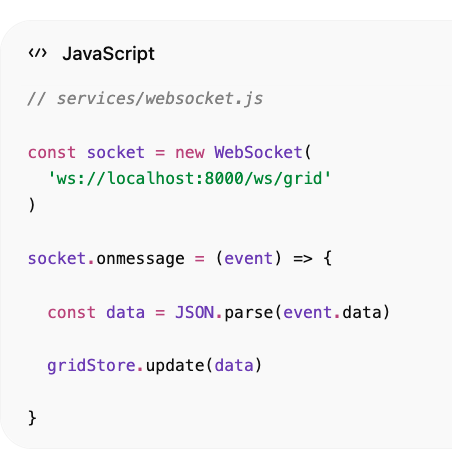 </> JavaScript
// services/websocket.js
const socket = new WebSocket(
'ws://localhost:8000/ws/grid'
)
socket.onmessage = (event) => {
const data = JSON.parse(event.data)
gridStore.update(data)
}